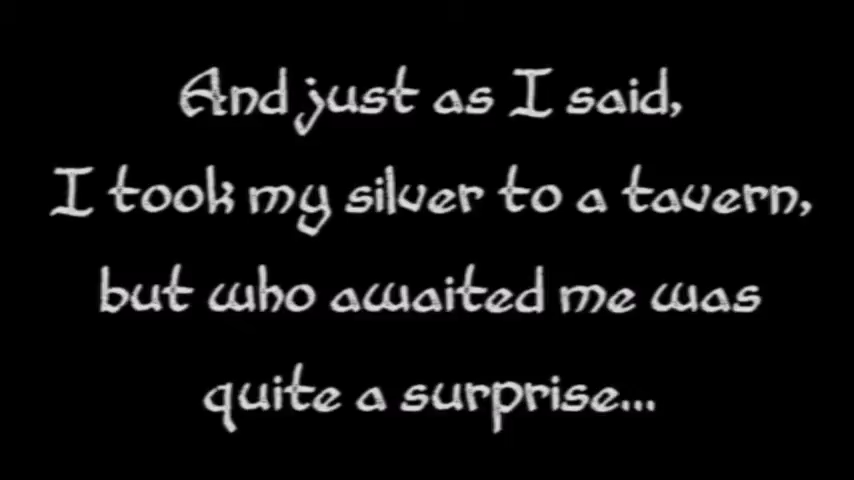 And just as I said,
I took my silver to a tavern,
but who awaited me was
quite a surprise...